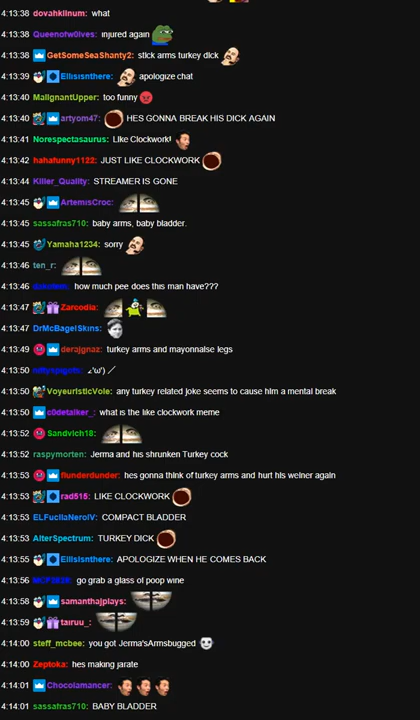 4:13:38 dovahklinum: what
4:13:38 Queenofw0lves: injured again
4:13:38 GetSomeSeaShanty2: stick arms turkey dick
4:13:39 Ellisisnthere: apologize chat
4:13:40 MalignantUpper: too funny
4:13:40 artyom47: HES GONNA BREAK HIS DICK AGAIN
4:13:41 Norespectasaurus: Like Clockwork!
4:13:42 hahafunny1122: JUST LIKE CLOCKWORK
4:13:44 Killer_Quality: STREAMER IS GONE
4:13:45 ArtemisCroc:
4:13:45 sassafras710: baby arms, baby bladder.
4:13:45 Yamaha1234: sorry
4:13:46 ten_r:
4:13:46 how much pee does this man have???
4:13:47 Zarcodia:
4:13:47 DrMcBagelSkins:
4:13:49 derajgnaz: turkey arms and mayonnaise legs
4:13:50
4:13:50 VoyeuristicVole: any turkey related joke seems to cause him a mental break
4:13:50 c0detalker_: what is the like clockwork meme
4:13:52 Sandvich18:
4:13:52 raspymorten: Jerma and his shrunken Turkey cock
4:13:53 flunderdunder: hes gonna think of turkey arms and hurt his weiner again
4:13:53 rad515: LIKE CLOCKWORK
4:13:53 ELFucilaNeroIV: COMPACT BLADDER
4:13:53 AlterSpectrum: TURKEY DICK
4:13:55 Ellisisnthere: APOLOGIZE WHEN HE COMES BACK
4:13:56 go grab a glass of poop wine
4:13:58 samanthajplays:
4:13:59 tairuu_:
4:14:00 steff_mcbee: you got Jerma'sArmsbugged
4:14:00 Zeptoka: hes making jarate
4:14:01 Chocolamancer:
4:14:01 sassafras710: BABY BLADDER